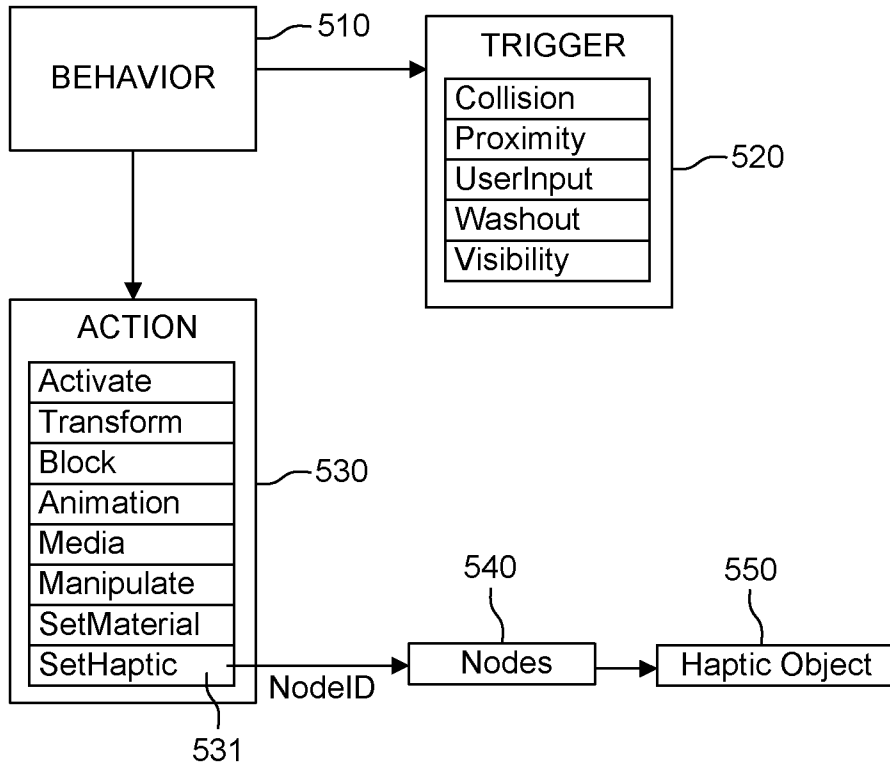 510
BEHAVIOR
TRIGGER
Collision
Proximity
UserInput
Washout
Visibility
520
ACTION
Activate
Transform
Block
Animation
Media
Manipulate
SetMaterial
SetHaptic
530
531
NodeID
540
Nodes
550
Haptic Object